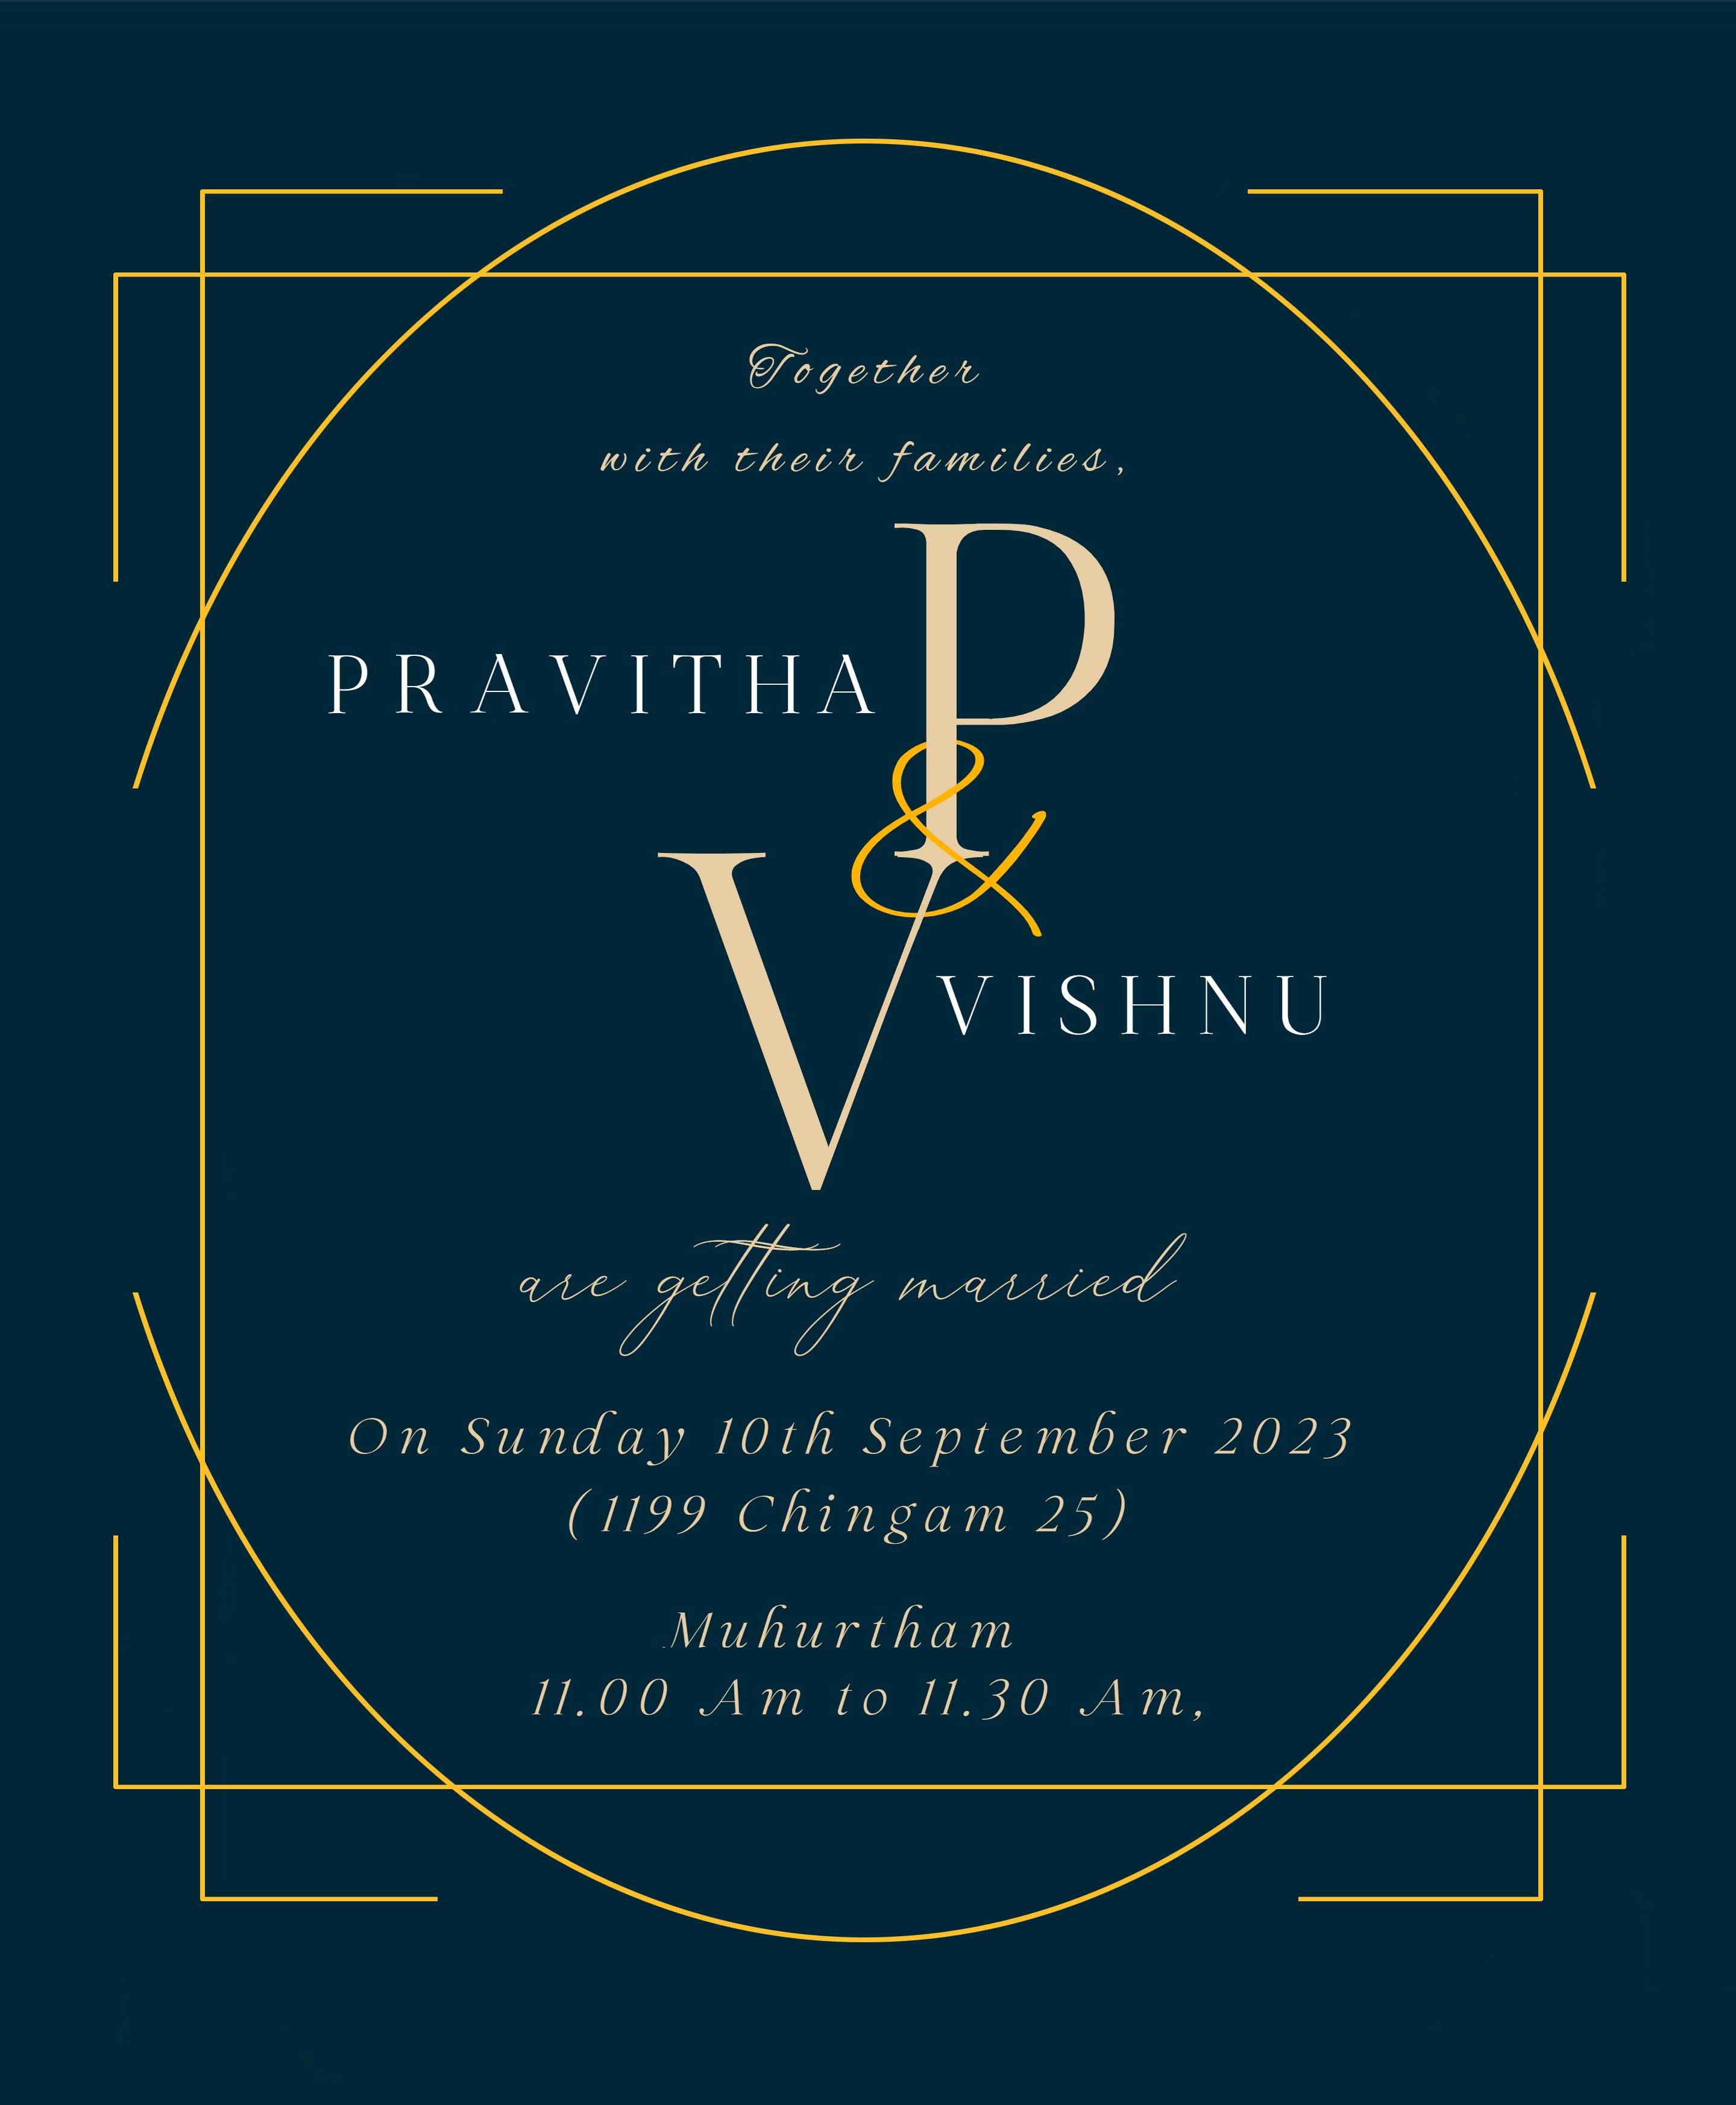 Together
with their families,
PRAVITHA
P
&
V
VISHNU
are getting married
On Sunday 10th September 2023
(1199 Chingam 25)
Muhurtham
11.00 Am to 11.30 Am,